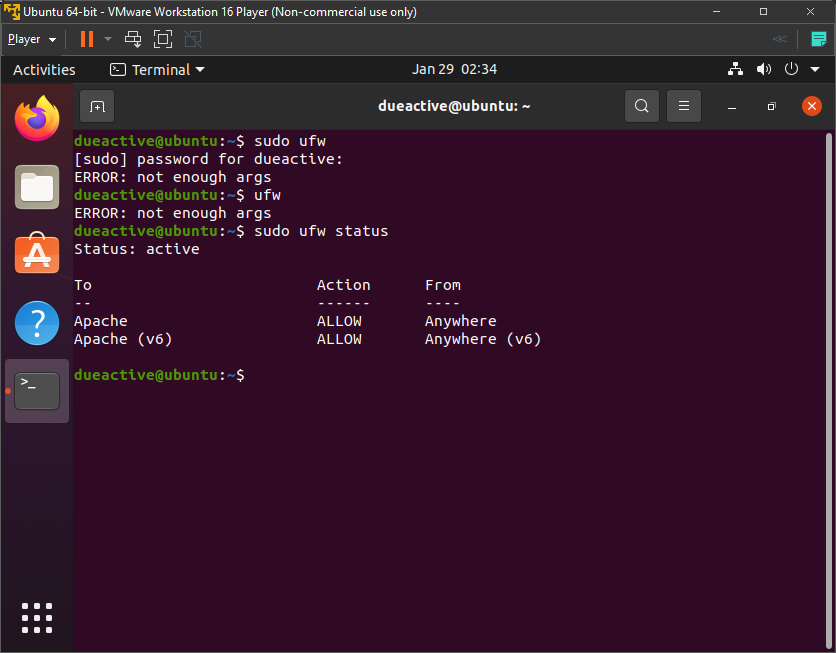 Ubuntu 64-bit - VMware Workstation 16 Player (Non-commercial use only)
Player
Activities Terminal Jan 29 02:34
dueactive@ubuntu: ~
dueactive@ubuntu:~$ sudo ufw
[sudo] password for dueactive:
ERROR: not enough args
dueactive@ubuntu:~$ ufw
ERROR: not enough args
dueactive@ubuntu:~$ sudo ufw status
Status: active
To Action From
-- ------ ----
Apache ALLOW Anywhere
Apache (v6) ALLOW Anywhere (v6)
dueactive@ubuntu:~$